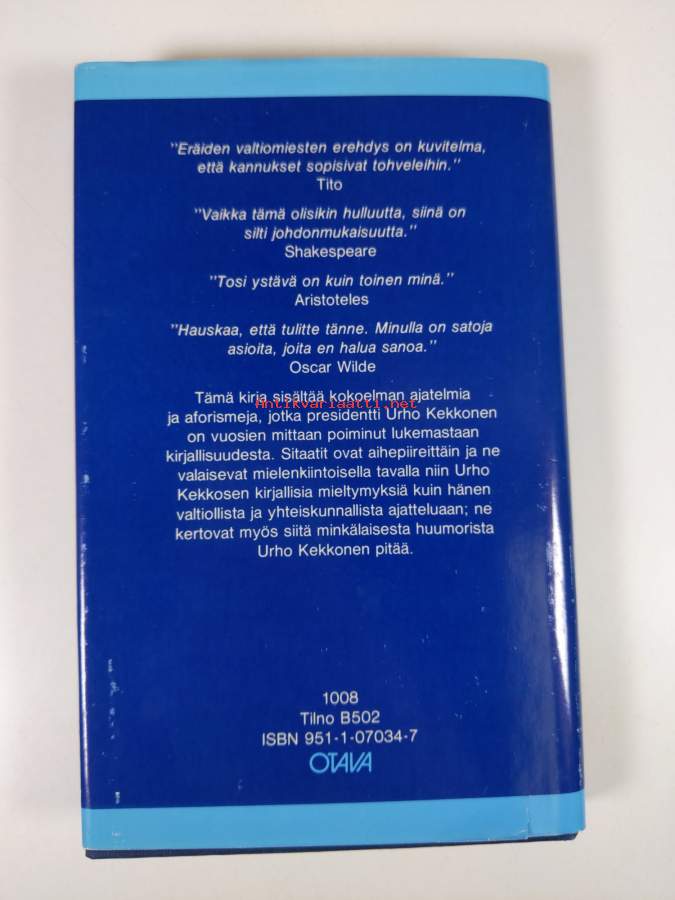 "Eräiden valtiomiesten erehdys on kuvitelma,
että kannukset sopisivat tohveleihin."
Tito
"Vaikka tämä olisikin hulluutta, siinä on
silti johdonmukaisuutta."
Shakespeare
"Tosi ystävä on kuin toinen minä."
Aristoteles
"Hauskaa, että tulitte tänne. Minulla on satoja
asioita, joita en halua sanoa."
Oscar Wilde
Tämä kirja sisältää kokoelman ajatelmia
Antikvariaatti.net
ja aforismeja, jotka presidentti Urho Kekkonen
on vuosien mittaan poiminut lukemastaan
kirjallisuudesta. Sitaatit ovat aihepiireittäin ja ne
valaisevat mielenkiintoisella tavalla niin Urho
Kekkosen kirjallisia mieltymyksiä kuin hänen
valtiollista ja yhteiskunnallista ajatteluaan; ne
kertovat myös siitä minkälaisesta huumorista
Urho Kekkonen pitää.
1008
Tilno B502
ISBN 951-1-07034-7
OTAVA